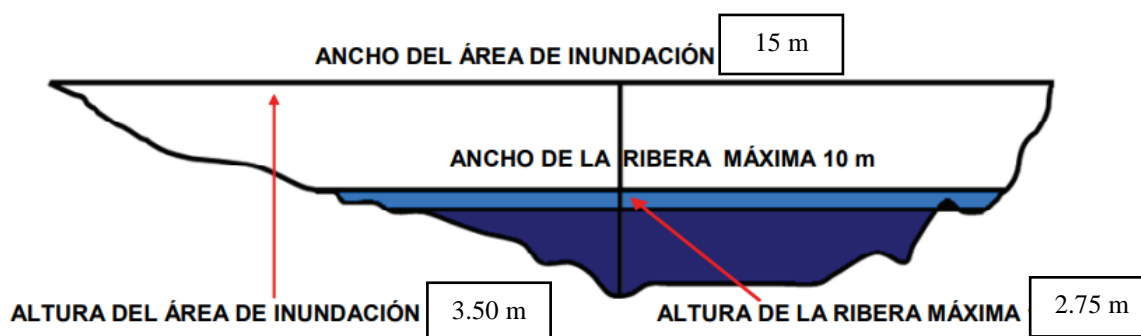 ANCHO DEL ÁREA DE INUNDACIÓN 15 m
ANCHO DE LA RIBERA MÁXIMA 10 m
ALTURA DEL ÁREA DE INUNDACIÓN 3.50 m
ALTURA DE LA RIBERA MÁXIMA 2.75 m